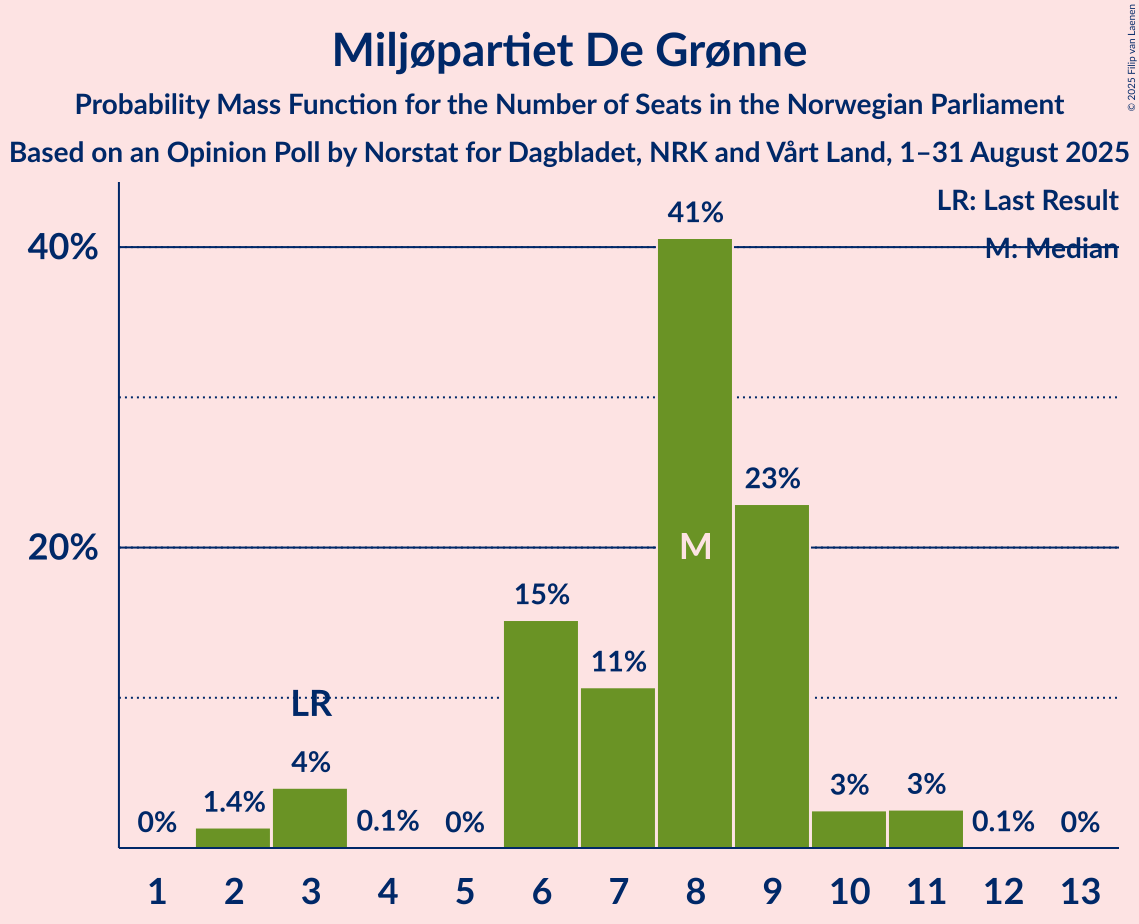 Miljøpartiet De Grønne
Probability Mass Function for the Number of Seats in the Norwegian Parliament
Based on an Opinion Poll by Norstat for Dagbladet, NRK and Vårt Land, 1–31 August 2025
© 2025 Filip van Laenen
LR: Last Result
M: Median
40%
20%
41%
23%
M
15%
11%
LR
4%
1.4%
0%
0.1%
0%
3%
3%
0.1%
0%
1 2 3 4 5 6 7 8 9 10 11 12 13